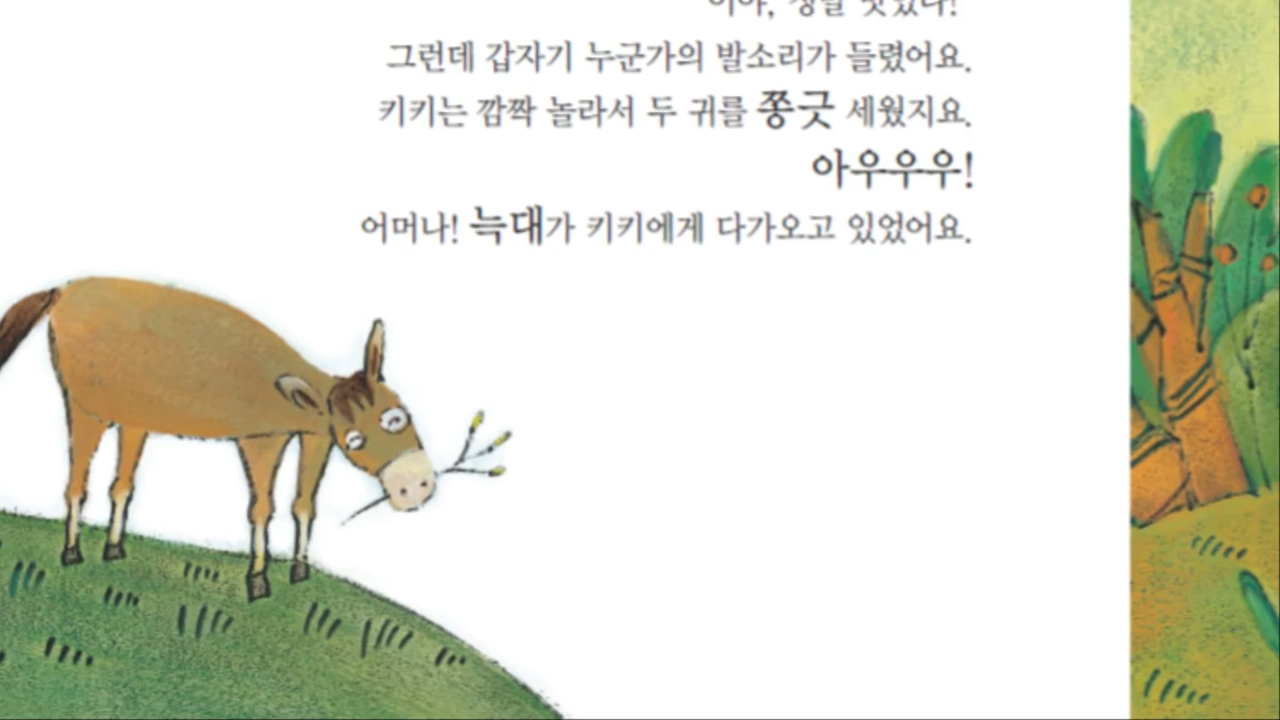 그런데 갑자기 누군가의 발소리가 들렸어요.
키키는 깜짝 놀라서 두 귀를 쫑긋 세웠지요.
아우우우!
어머나! 늑대가 키키에게 다가오고 있었어요.